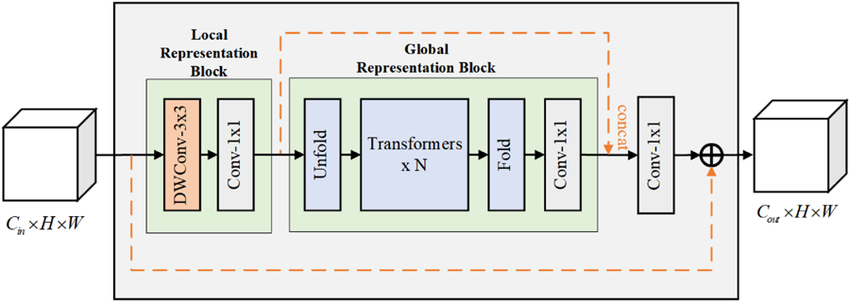 Local
Representation
Block
Global
Representation Block
DWConv-3x3
Conv-1x1
Unfold
Transformers
x N
Fold
Conv-1x1
concat
Conv-1x1
C_in ×H×W
C_out ×H×W